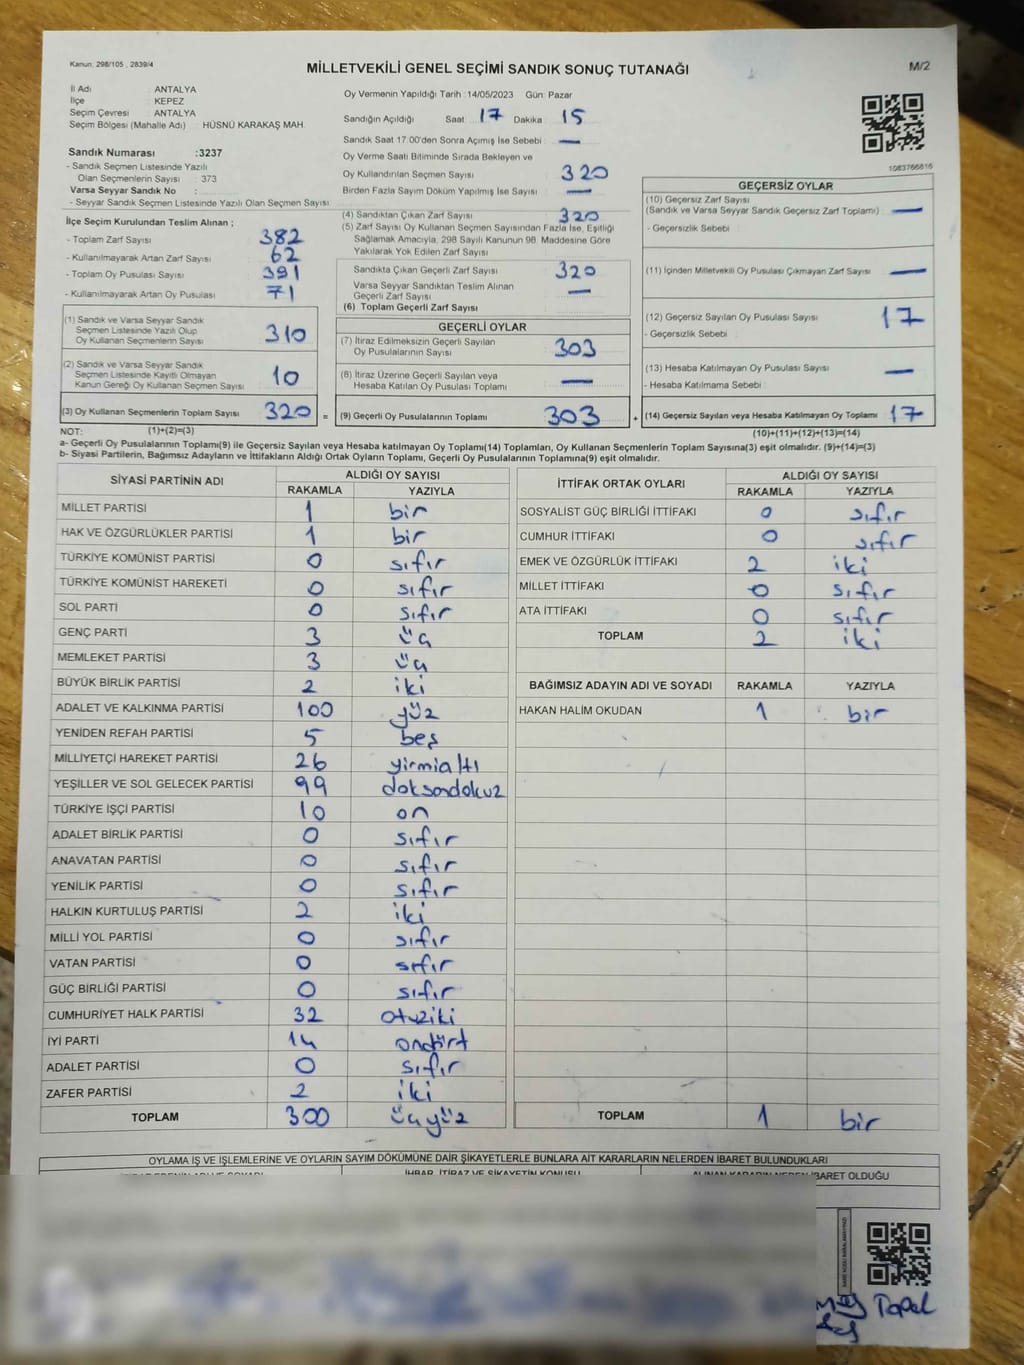 Kanun, 298/105 , 2839/4
MİLLETVEKİLİ GENEL SEÇİMİ SANDIK SONUÇ TUTANAĞI
M/2
İl Adı : ANTALYA
İlçe : KEPEZ
Seçim Çevresi : ANTALYA
Seçim Bölgesi (Mahalle Adı) : HÜSNÜ KARAKAŞ MAH.
Sandık Numarası :3237
- Sandık Seçmen Listesinde Yazılı
Olan Seçmenlerin Sayısı : 373
Varsa Seyyar Sandık No :
- Seyyar Sandık Seçmen Listesinde Yazılı Olan Seçmen Sayısı:
İlçe Seçim Kurulundan Teslim Alınan ;
- Toplam Zarf Sayısı : 382
- Kullanılmayarak Artan Zarf Sayısı : 62
- Toplam Oy Pusulası Sayısı : 391
- Kullanılmayarak Artan Oy Pusulası : 71
(1) Sandık ve Varsa Seyyar Sandık
Seçmen Listesinde Yazılı Olup
Oy Kullanan Seçmenlerin Sayısı : 310
(2) Sandık ve Varsa Seyyar Sandık
Seçmen Listesinde Kayıtlı Olmayan
Kanun Gereği Oy Kullanan Seçmen Sayısı : 10
(3) Oy Kullanan Seçmenlerin Toplam Sayısı : 320 =
Oy Vermenin Yapıldığı Tarih :14/05/2023 Gün: Pazar
Sandığın Açıldığı Saat : 17 Dakika : 15
Sandık Saat 17.00'den Sonra Açımış İse Sebebi : —
Oy Verme Saati Bitiminde Sırada Bekleyen ve
Oy Kullandırılan Seçmen Sayısı : 320
Birden Fazla Sayım Döküm Yapılmış İse Sayısı : —
(4) Sandıktan Çıkan Zarf Sayısı : 320
(5) Zarf Sayısı Oy Kullanan Seçmen Sayısından Fazla İse, Eşitliği
Sağlamak Amacıyla, 298 Sayılı Kanunun 98. Maddesine Göre
Yakılarak Yok Edilen Zarf Sayısı :
Sandıkta Çıkan Geçerli Zarf Sayısı : 320
Varsa Seyyar Sandıktan Teslim Alınan
Geçerli Zarf Sayısı : —
(6) Toplam Geçerli Zarf Sayısı :
GEÇERLİ OYLAR
(7) İtiraz Edilmeksizin Geçerli Sayılan
Oy Pusulalarının Sayısı : 303
(8) İtiraz Üzerine Geçerli Sayılan veya
Hesaba Katılan Oy Pusulası Toplamı : —
(9) Geçerli Oy Pusulalarının Toplamı : 303 +
1083766816
GEÇERSİZ OYLAR
(10) Geçersiz Zarf Sayısı
(Sandık ve Varsa Seyyar Sandık Geçersiz Zarf Toplamı) : —
- Geçersizlik Sebebi :
(11) İçinden Milletvekili Oy Pusulası Çıkmayan Zarf Sayısı : —
(12) Geçersiz Sayılan Oy Pusulası Sayısı : 17
- Geçersizlik Sebebi :
(13) Hesaba Katılmayan Oy Pusulası Sayısı : —
- Hesaba Katılmama Sebebi :
(14) Geçersiz Sayılan veya Hesaba Katılmayan Oy Toplamı : 17
NOT: (1)+(2)=(3) (10)+(11)+(12)+(13)=(14)
a- Geçerli Oy Pusulalarının Toplamı(9) ile Geçersiz Sayılan veya Hesaba katılmayan Oy Toplamı(14) Toplamları, Oy Kullanan Seçmenlerin Toplam Sayısına(3) eşit olmalıdır. (9)+(14)=(3)
b- Siyasi Partilerin, Bağımsız Adayların ve İttifakların Aldığı Ortak Oyların Toplamı, Geçerli Oy Pusulalarının Toplamına(9) eşit olmalıdır.
SİYASİ PARTİNİN ADI ALDIĞI OY SAYISI
RAKAMLA YAZIYLA
MİLLET PARTİSİ 1 bir
HAK VE ÖZGÜRLÜKLER PARTİSİ 1 bir
TÜRKİYE KOMÜNİST PARTİSİ 0 sıfır
TÜRKİYE KOMÜNİST HAREKETİ 0 sıfır
SOL PARTİ 0 sıfır
GENÇ PARTİ 3 üç
MEMLEKET PARTİSİ 3 üç
BÜYÜK BİRLİK PARTİSİ 2 iki
ADALET VE KALKINMA PARTİSİ 100 yüz
YENİDEN REFAH PARTİSİ 5 beş
MİLLİYETÇİ HAREKET PARTİSİ 26 yirmialtı
YEŞİLLER VE SOL GELECEK PARTİSİ 99 doksandokuz
TÜRKİYE İŞÇİ PARTİSİ 10 on
ADALET BİRLİK PARTİSİ 0 sıfır
ANAVATAN PARTİSİ 0 sıfır
YENİLİK PARTİSİ 0 sıfır
HALKIN KURTULUŞ PARTİSİ 2 iki
MİLLİ YOL PARTİSİ 0 sıfır
VATAN PARTİSİ 0 sıfır
GÜÇ BİRLİĞİ PARTİSİ 0 sıfır
CUMHURİYET HALK PARTİSİ 32 otuziki
İYİ PARTİ 14 ondört
ADALET PARTİSİ 0 sıfır
ZAFER PARTİSİ 2 iki
TOPLAM 300 üçyüz
İTTİFAK ORTAK OYLARI ALDIĞI OY SAYISI
RAKAMLA YAZIYLA
SOSYALİST GÜÇ BİRLİĞİ İTTİFAKI 0 sıfır
CUMHUR İTTİFAKI 0 sıfır
EMEK VE ÖZGÜRLÜK İTTİFAKI 2 iki
MİLLET İTTİFAKI 0 sıfır
ATA İTTİFAKI 0 sıfır
TOPLAM 2 iki
BAĞIMSIZ ADAYIN ADI VE SOYADI RAKAMLA YAZIYLA
HAKAN HALİM OKUDAN 1 bir
TOPLAM 1 bir
OYLAMA İŞ VE İŞLEMLERİNE VE OYLARIN SAYIM DÖKÜMÜNE DAİR ŞİKAYETLERLE BUNLARA AİT KARARLARIN NELERDEN İBARET BULUNDUKLARI
İHBAR, İTİRAZ VE ŞİKAYETİN KONUSU ALINAN KARARIN NEDEN İBARET OLDUĞU
Topal